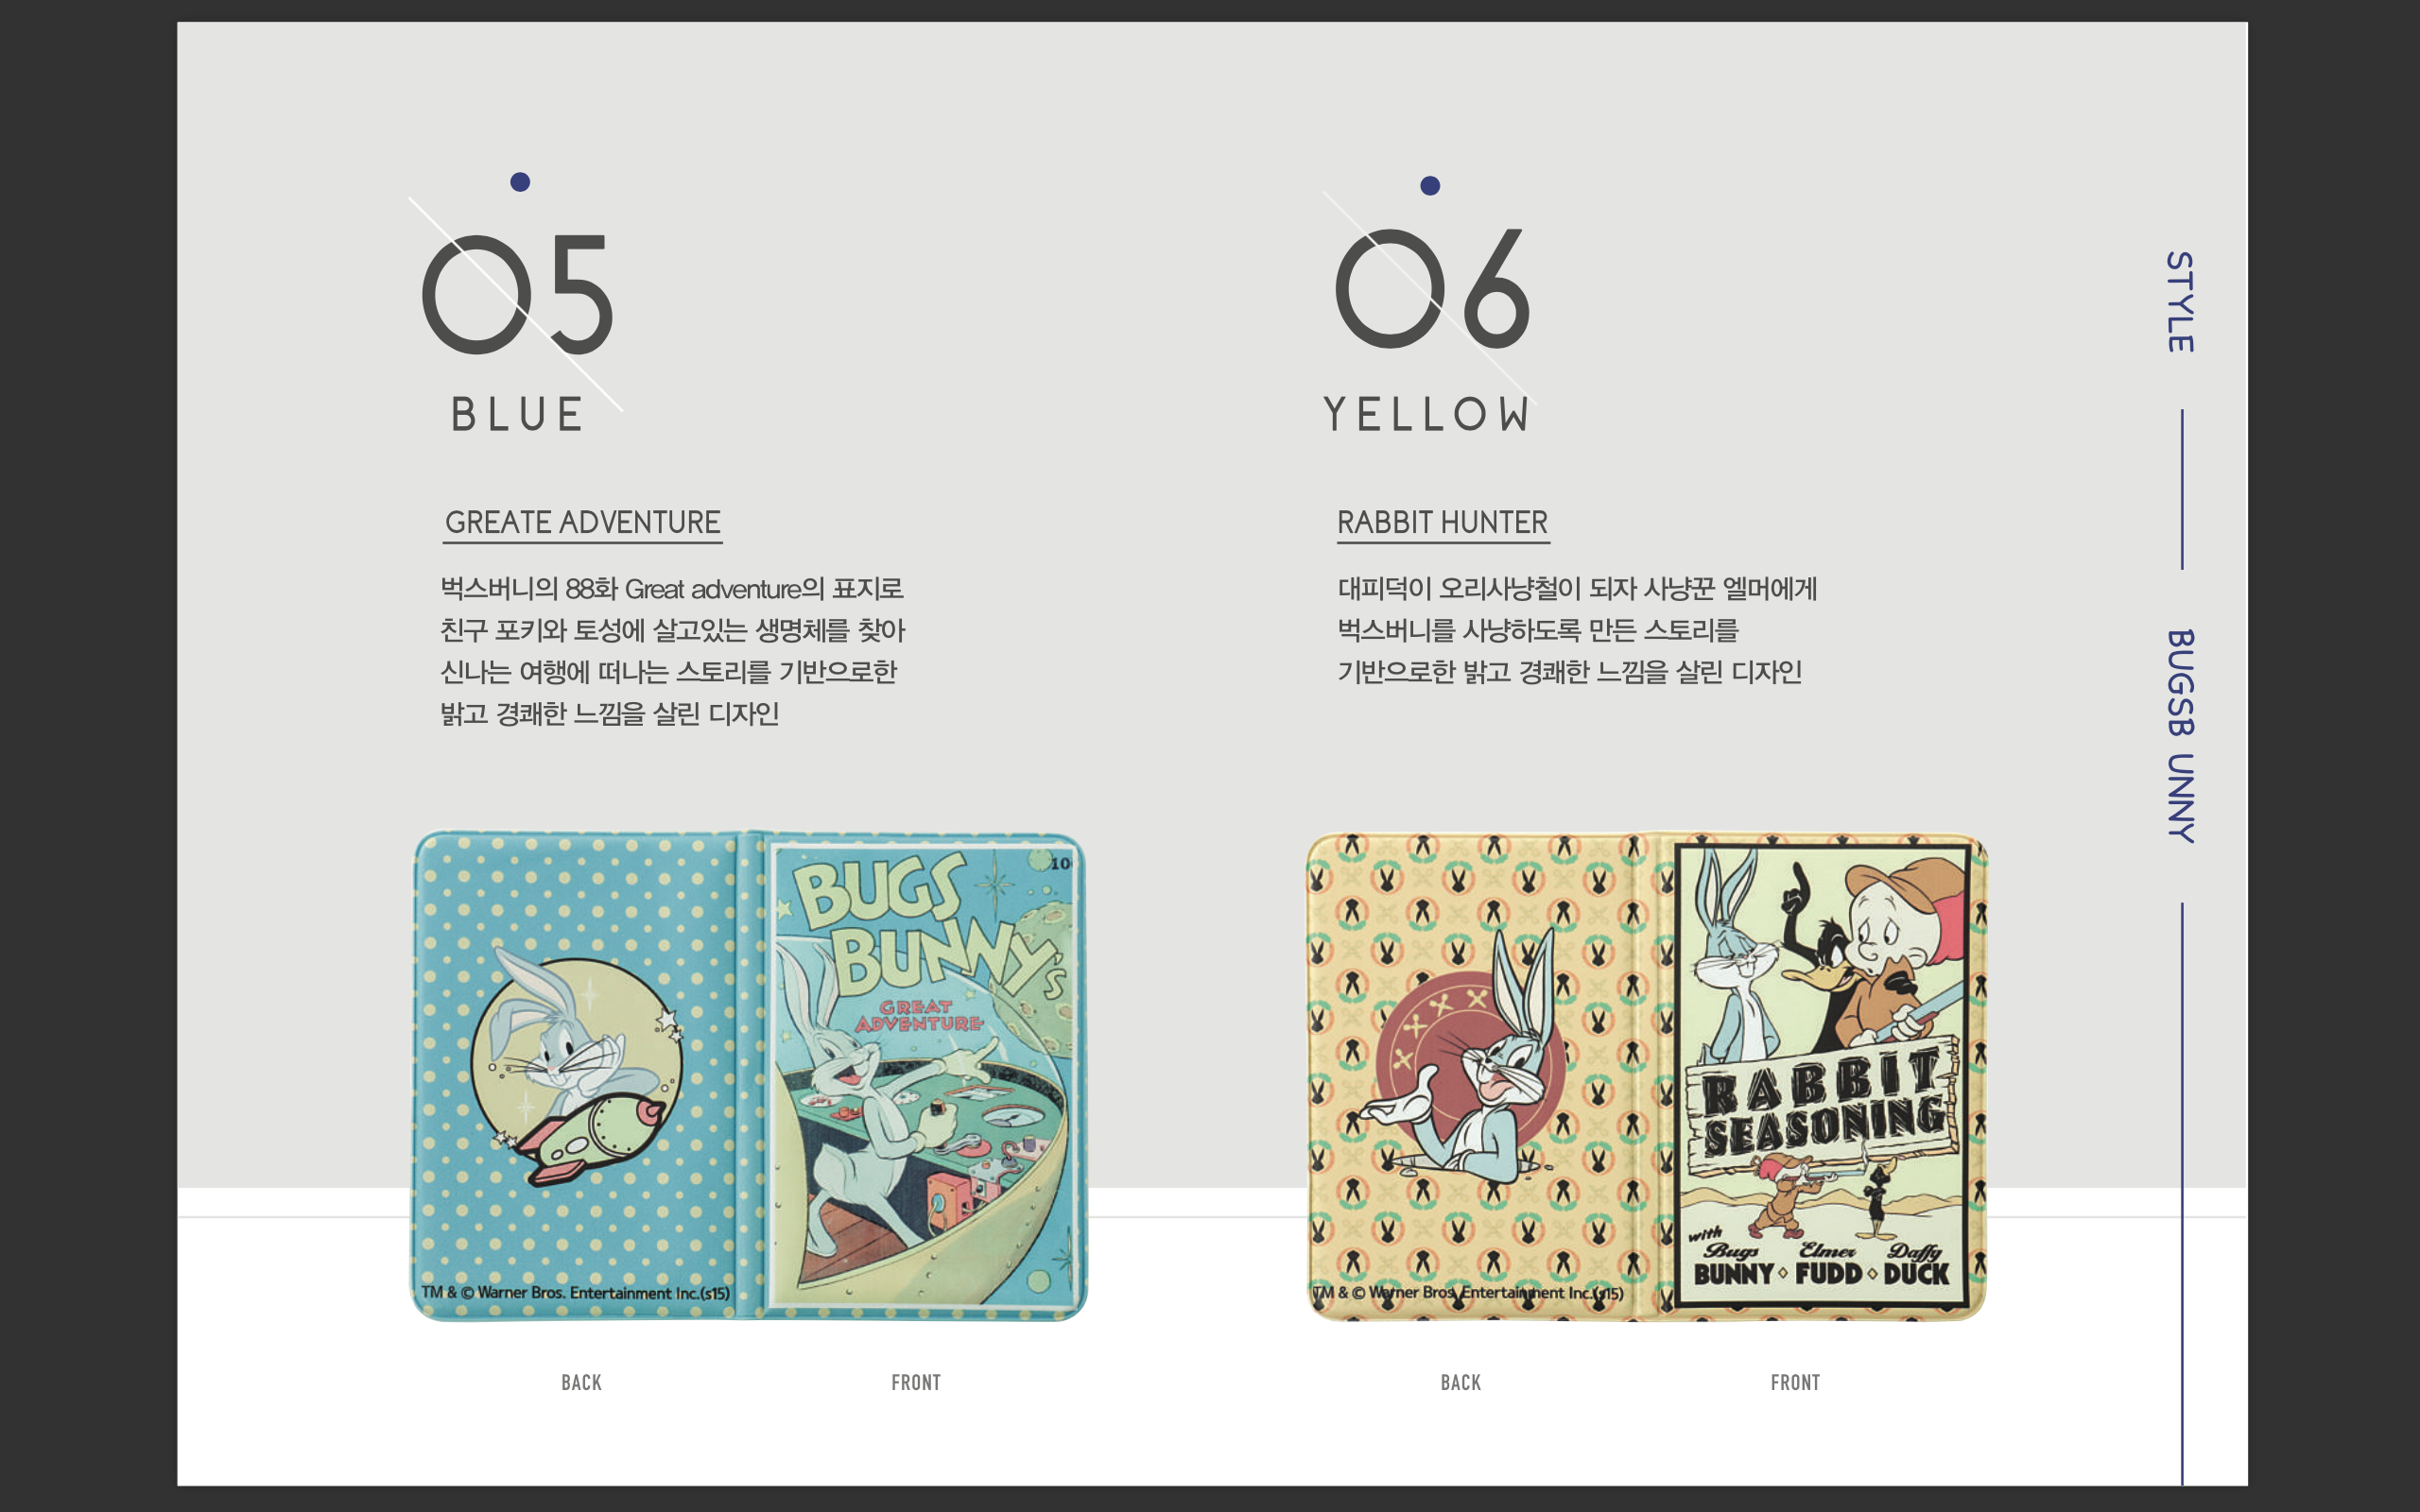 05
BLUE
GREATE ADVENTURE
벅스버니의 88화 Great adventure의 표지로
친구 포키와 토성에 살고있는 생명체를 찾아
신나는 여행에 떠나는 스토리를 기반으로한
밝고 경쾌한 느낌을 살린 디자인
BUGS
BUNNY's
10
GREAT
ADVENTURE
TM & © Warner Bros. Entertainment Inc.(s15)
BACK
FRONT
06
YELLOW
RABBIT HUNTER
대피덕이 오리사냥철이 되자 사냥꾼 엘머에게
벅스버니를 사냥하도록 만든 스토리를
기반으로한 밝고 경쾌한 느낌을 살린 디자인
RABBIT
SEASONING
with
Bugs Elmer Daffy
BUNNY ◇ FUDD ◇ DUCK
TM & © Warner Bros. Entertainment Inc.(s15)
BACK
FRONT
STYLE
BUGSB UNNY